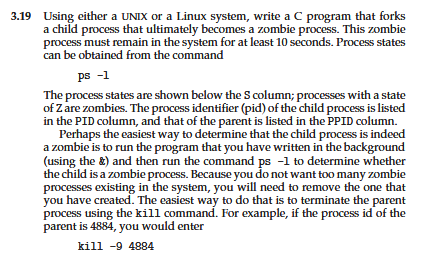 3.19 Using either a UNIX or a Linux system, write a C program that forks
a child process that ultimately becomes a zombie process. This zombie
process must remain in the system for at least 10 seconds. Process states
can be obtained from the command
ps -l
The process states are shown below the S column; processes with a state
of Z are zombies. The process identifier (pid) of the child process is listed
in the PID column, and that of the parent is listed in the PPID column.
Perhaps the easiest way to determine that the child process is indeed
a zombie is to run the program that you have written in the background
(using the &) and then run the command ps -l to determine whether
the child is a zombie process. Because you do not want too many zombie
processes existing in the system, you will need to remove the one that
you have created. The easiest way to do that is to terminate the parent
process using the kill command. For example, if the process id of the
parent is 4884, you would enter
kill -9 4884